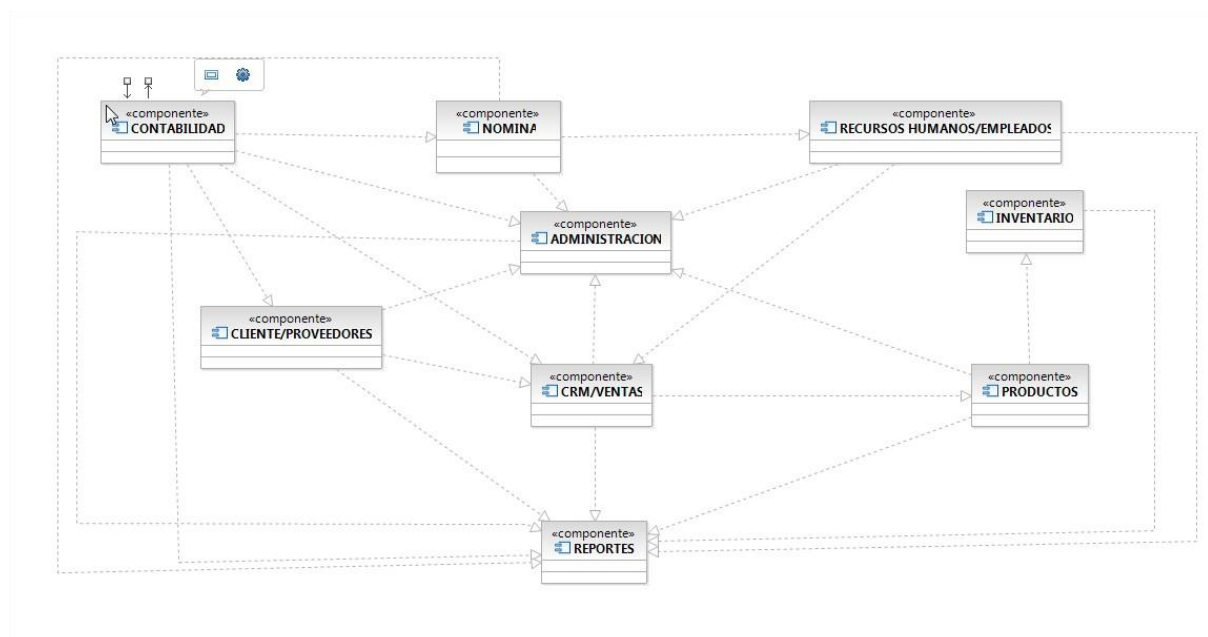 «componente»
CONTABILIDAD
«componente»
NOMINA
«componente»
RECURSOS HUMANOS/EMPLEADOS
«componente»
INVENTARIO
«componente»
ADMINISTRACION
«componente»
CLIENTE/PROVEEDORES
«componente»
CRM/VENTAS
«componente»
PRODUCTOS
«componente»
REPORTES